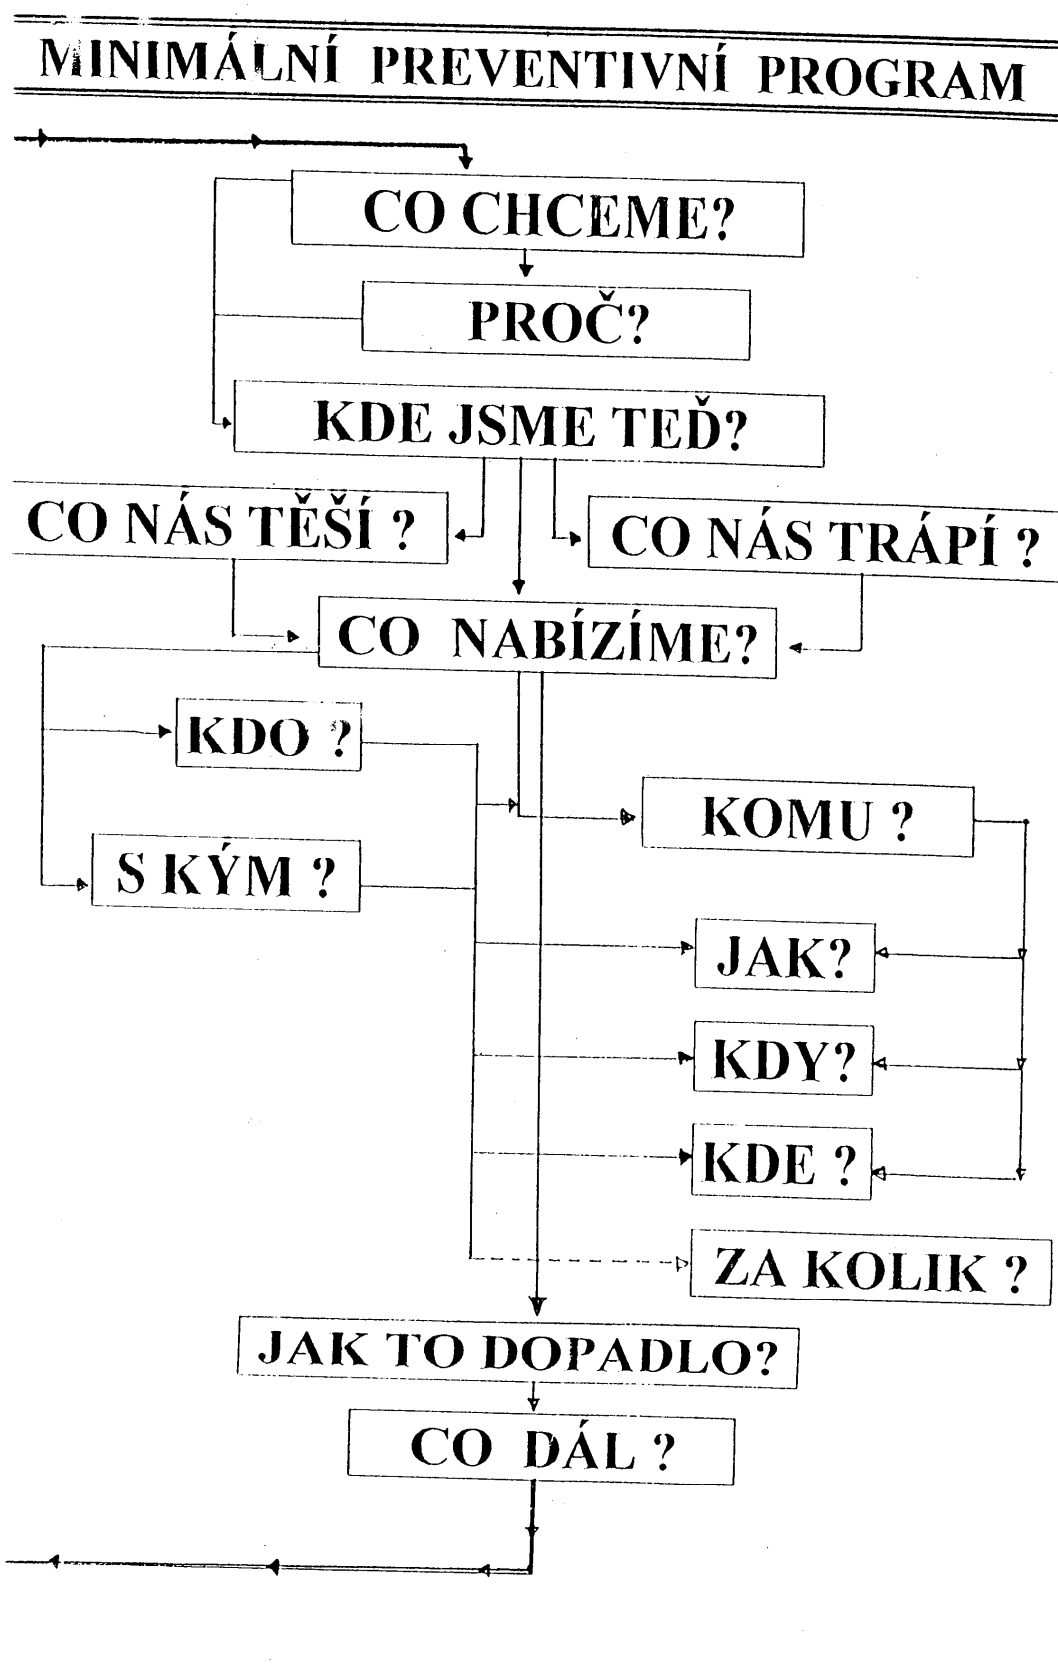 MINIMÁLNÍ PREVENTIVNÍ PROGRAM
CO CHCEME?
PROČ?
KDE JSME TEĎ?
CO NÁS TĚŠÍ ?
CO NÁS TRÁPÍ ?
CO NABÍZÍME?
KDO ?
KOMU ?
S KÝM ?
JAK?
KDY?
KDE ?
ZA KOLIK ?
JAK TO DOPADLO?
CO DÁL ?